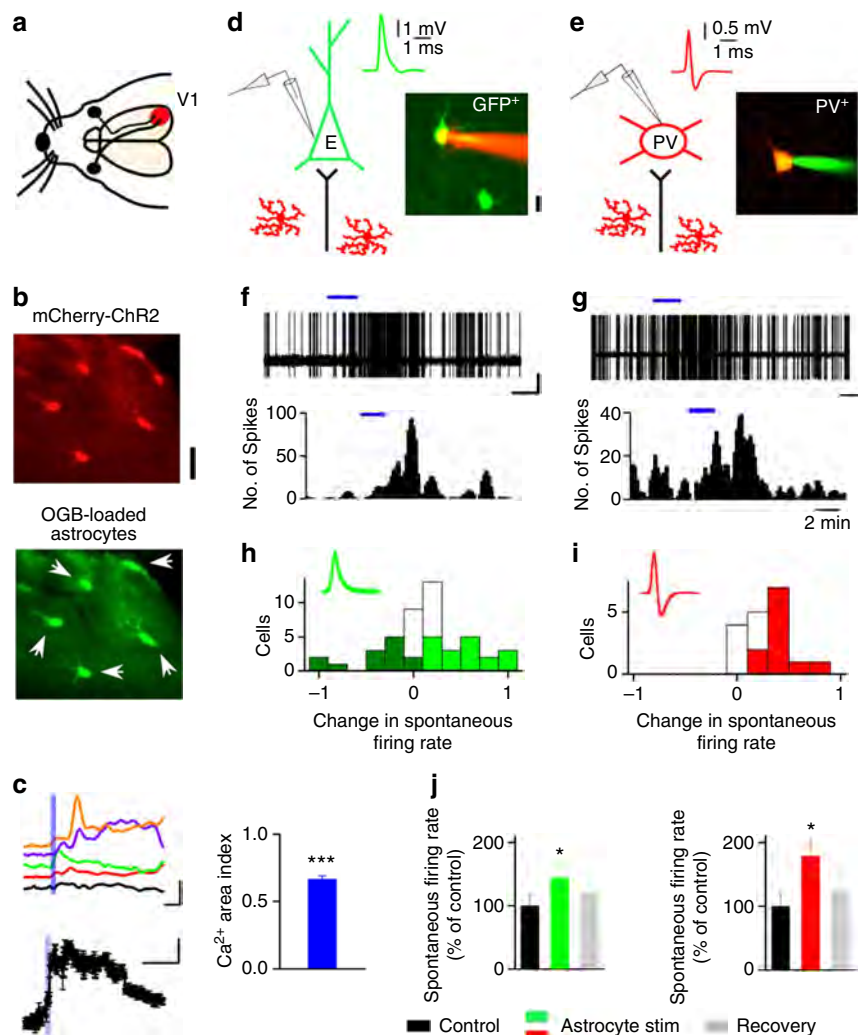 a
V1
d
1 mV
1 ms
E
GFP+
e
0.5 mV
1 ms
PV
PV+
b
mCherry-ChR2
OGB-loaded
astrocytes
f
100
50
0
No. of Spikes
g
40
20
0
No. of Spikes
2 min
h
10
5
0
Cells
–1 0 1
Change in spontaneous
firing rate
i
5
0
Cells
–1 0 1
Change in spontaneous
firing rate
c
1.0
0.5
0.0
Ca2+ area index
***
j
200
100
0
Spontaneous firing rate
(% of control)
*
200
100
0
Spontaneous firing rate
(% of control)
*
Control Astrocyte stim Recovery